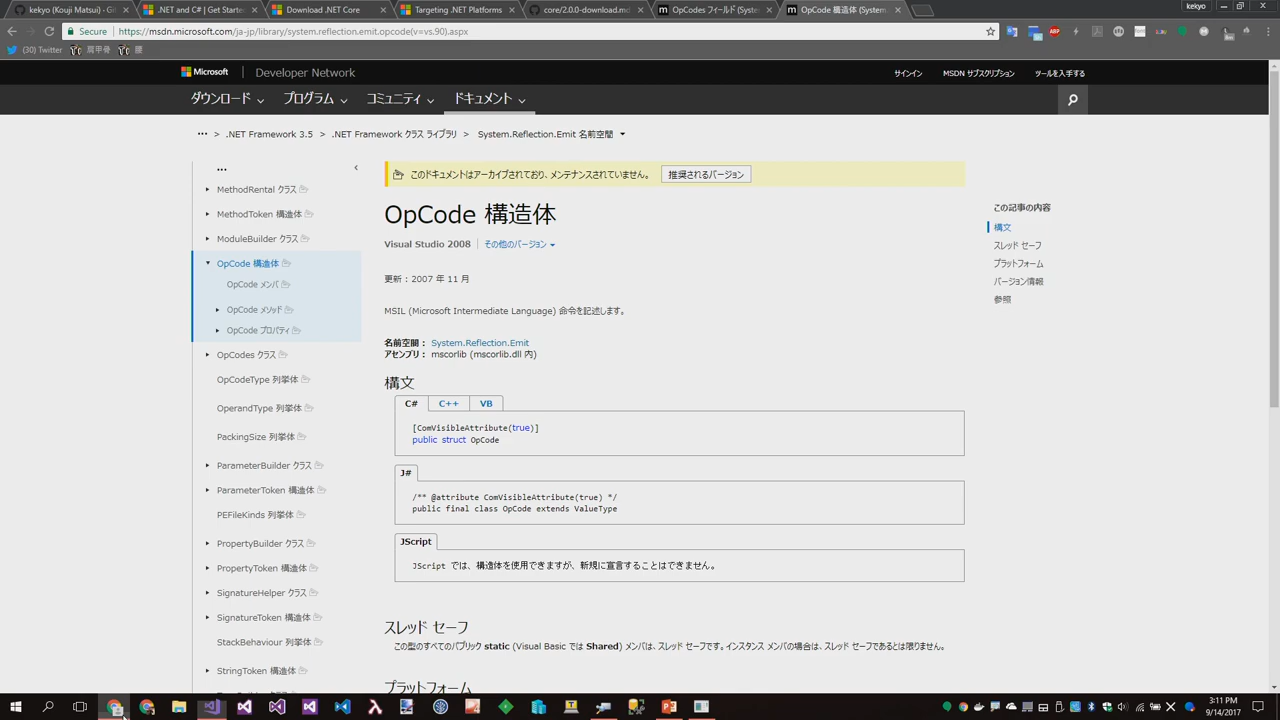 kekyo (Kouji Matsui) · Gi
.NET and C# | Get Starte
Download .NET Core
Targeting .NET Platforms
core/2.0.0-download.md
OpCodes フィールド (System
OpCode 構造体 (System
kekyo
Secure
https://msdn.microsoft.com/ja-jp/library/system.reflection.emit.opcode(v=vs.90).aspx
(30) Twitter
肩甲骨
腰
Microsoft
Developer Network
サインイン
MSDN サブスクリプション
ツールを入手する
ダウンロード
プログラム
コミュニティ
ドキュメント
... > .NET Framework 3.5 > .NET Framework クラス ライブラリ > System.Reflection.Emit 名前空間
...
MethodRental クラス
MethodToken 構造体
ModuleBuilder クラス
OpCode 構造体
OpCode メンバ
OpCode メソッド
OpCode プロパティ
OpCodes クラス
OpCodeType 列挙体
OperandType 列挙体
PackingSize 列挙体
ParameterBuilder クラス
ParameterToken 構造体
PEFileKinds 列挙体
PropertyBuilder クラス
PropertyToken 構造体
SignatureHelper クラス
SignatureToken 構造体
StackBehaviour 列挙体
StringToken 構造体
このドキュメントはアーカイブされており、メンテナンスされていません。
推奨されるバージョン
OpCode 構造体
Visual Studio 2008
その他のバージョン
更新 : 2007 年 11 月
MSIL (Microsoft Intermediate Language) 命令を記述します。
名前空間 : System.Reflection.Emit
アセンブリ : mscorlib (mscorlib.dll 内)
構文
C#
C++
VB
[ComVisibleAttribute(true)]
public struct OpCode
J#
/** @attribute ComVisibleAttribute(true) */
public final class OpCode extends ValueType
JScript
JScript では、構造体を使用できますが、新規に宣言することはできません。
スレッド セーフ
この型のすべてのパブリック static (Visual Basic では Shared) メンバは、スレッド セーフです。インスタンス メンバの場合は、スレッド セーフであるとは限りません。
プラットフォーム
この記事の内容
構文
スレッド セーフ
プラットフォーム
バージョン情報
参照
3:11 PM
9/14/2017